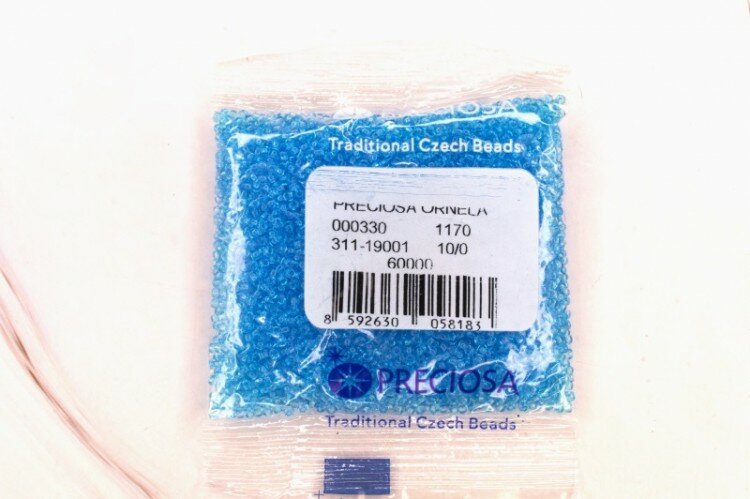 PRECIOSA
Traditional Czech Beads
PRECIOSA ORNELA
000330 1170
311-19001 10/0
60000
8 592630 058183
PRECIOSA
Traditional Czech Beads